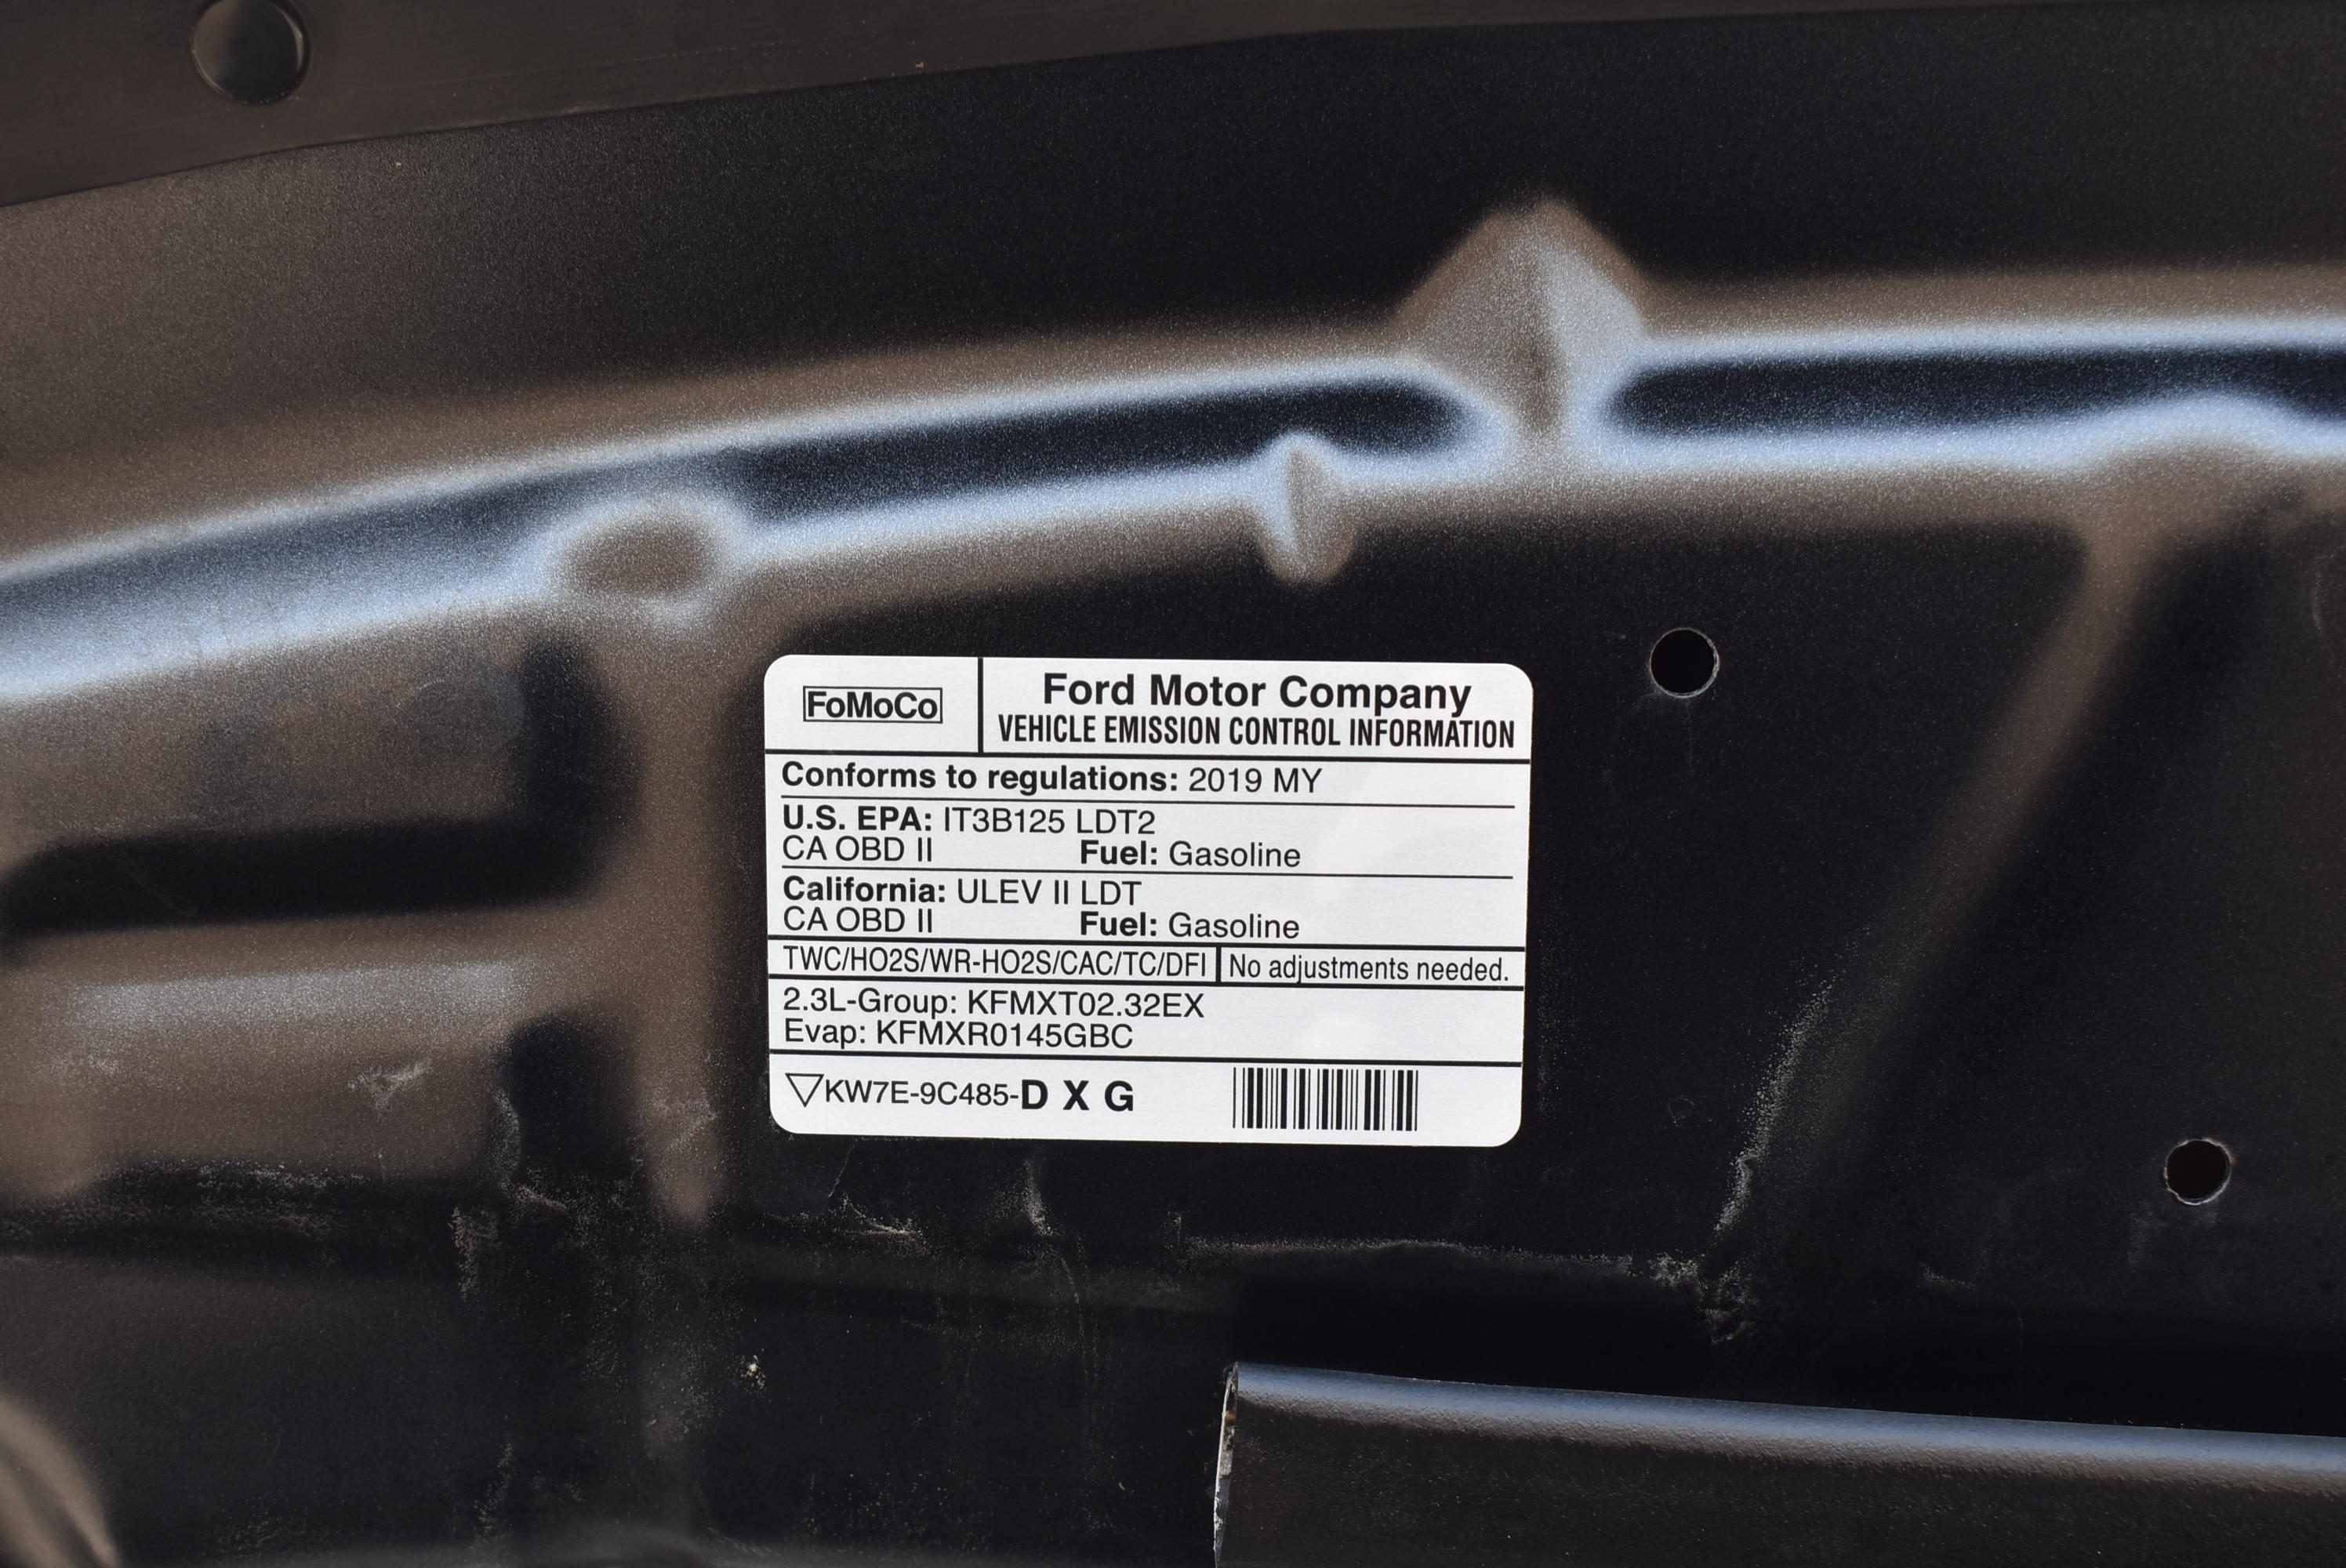 FoMoCo
Ford Motor Company
VEHICLE EMISSION CONTROL INFORMATION
Conforms to regulations: 2019 MY
U.S. EPA: IT3B125 LDT2
CA OBD II Fuel: Gasoline
California: ULEV II LDT
CA OBD II Fuel: Gasoline
TWC/HO2S/WR-HO2S/CAC/TC/DFI No adjustments needed.
2.3L-Group: KFMXT02.32EX
Evap: KFMXR0145GBC
▽KW7E-9C485-D X G